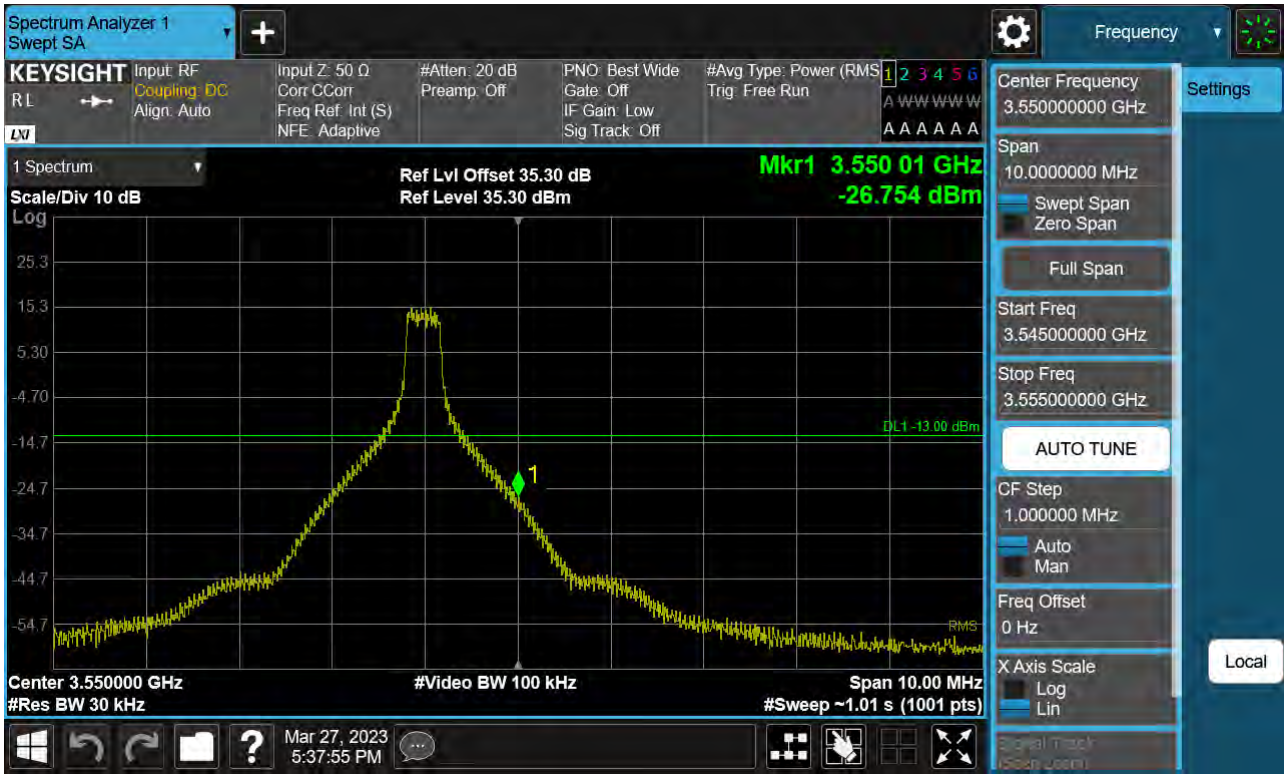 Spectrum Analyzer 1
Swept SA
Frequency
KEYSIGHT
RL
LXI
Input: RF
Coupling: DC
Align: Auto
Input Z: 50 Ω
Corr CCorr
Freq Ref: Int (S)
NFE: Adaptive
#Atten: 20 dB
Preamp: Off
PNO: Best Wide
Gate: Off
IF Gain: Low
Sig Track: Off
#Avg Type: Power (RMS
Trig: Free Run
1 2 3 4 5 6
A W W W W W
A A A A A A
1 Spectrum
Scale/Div 10 dB
Log
Ref Lvl Offset 35.30 dB
Ref Level 35.30 dBm
Mkr1 3.550 01 GHz
-26.754 dBm
25.3
15.3
5.30
-4.70
-14.7
-24.7
-34.7
-44.7
-54.7
DL1 -13.00 dBm
1
RMS
Center 3.550000 GHz
#Res BW 30 kHz
#Video BW 100 kHz
Span 10.00 MHz
#Sweep ~1.01 s (1001 pts)
Mar 27, 2023
5:37:55 PM
Center Frequency
3.550000000 GHz
Span
10.0000000 MHz
Swept Span
Zero Span
Full Span
Start Freq
3.545000000 GHz
Stop Freq
3.555000000 GHz
AUTO TUNE
CF Step
1.000000 MHz
Auto
Man
Freq Offset
0 Hz
X Axis Scale
Log
Lin
Signal Track
(Span Zoom)
Settings
Local